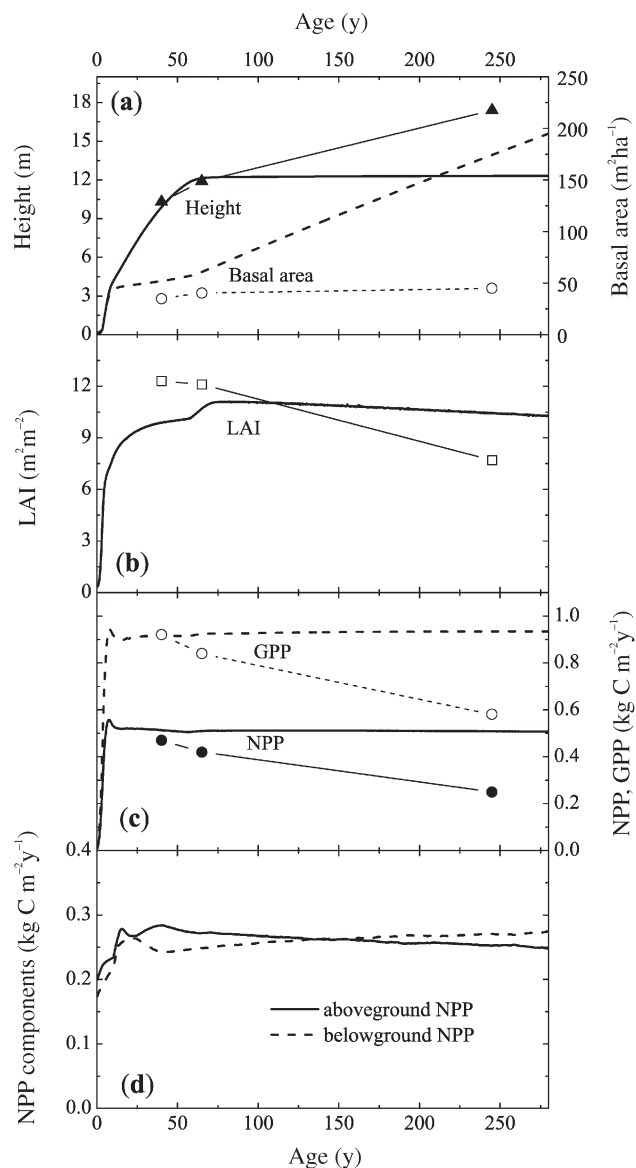 Age (y)
0 50 100 150 200 250
(a)
18
15
12
9
6
3
0
Height (m)
Height
Basal area
250
200
150
100
50
0
Basal area (m²ha⁻¹)
12
9
6
3
0
LAI (m²m⁻²)
LAI
(b)
GPP
NPP
(c)
1.0
0.8
0.6
0.4
0.2
0.0
NPP, GPP (kg C m⁻²y⁻¹)
0.4
0.3
0.2
0.1
0.0
NPP components (kg C m⁻²y⁻¹)
aboveground NPP
belowground NPP
(d)
0 50 100 150 200 250
Age (y)